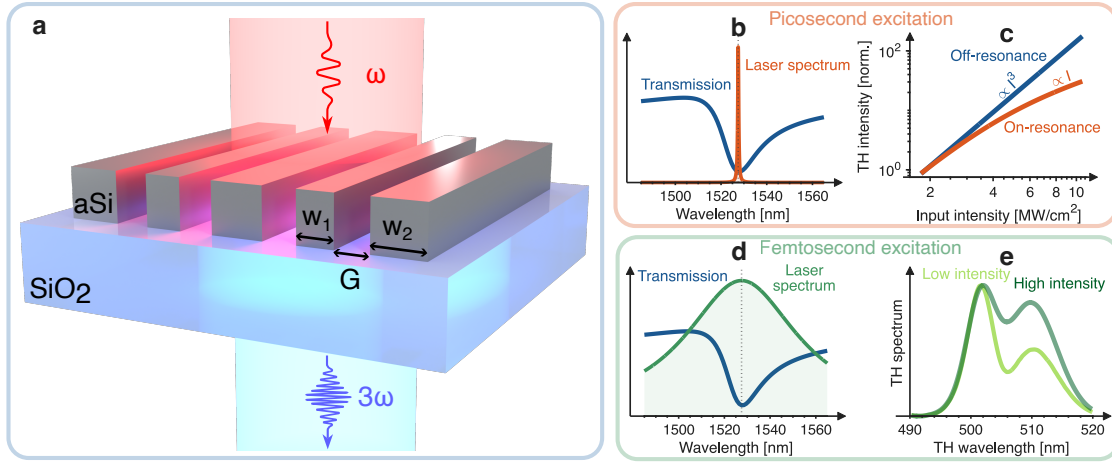 a
ω
aSi
w₁
w₂
G
SiO₂
3ω
Picosecond excitation
b
Transmission
Laser spectrum
1500 1520 1540 1560
Wavelength [nm]
c
TH intensity [norm.]
10²
10⁰
Off-resonance
∝I³
∝I
On-resonance
2 4 6 8 10
Input intensity [MW/cm²]
Femtosecond excitation
d
Transmission
Laser
spectrum
1500 1520 1540 1560
Wavelength [nm]
e
Low intensity
High intensity
TH spectrum
490 500 510 520
TH wavelength [nm]